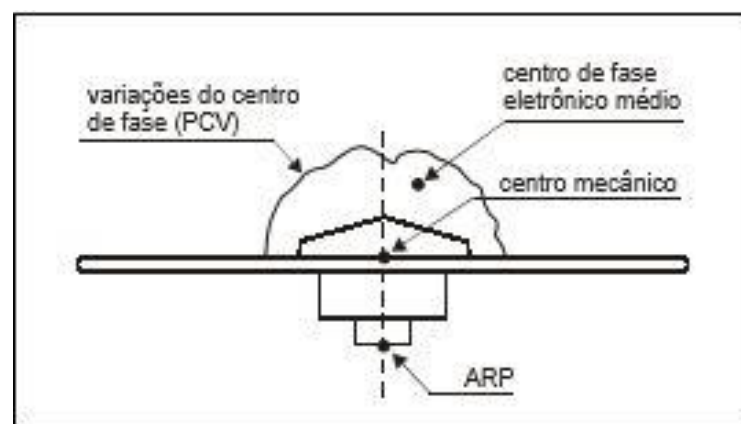 variações do centro
de fase (PCV)
centro de fase
eletrônico médio
centro mecânico
ARP